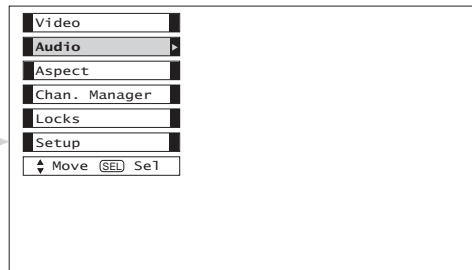 Video
Audio
Aspect
Chan. Manager
Locks
Setup
Move SEL Sel